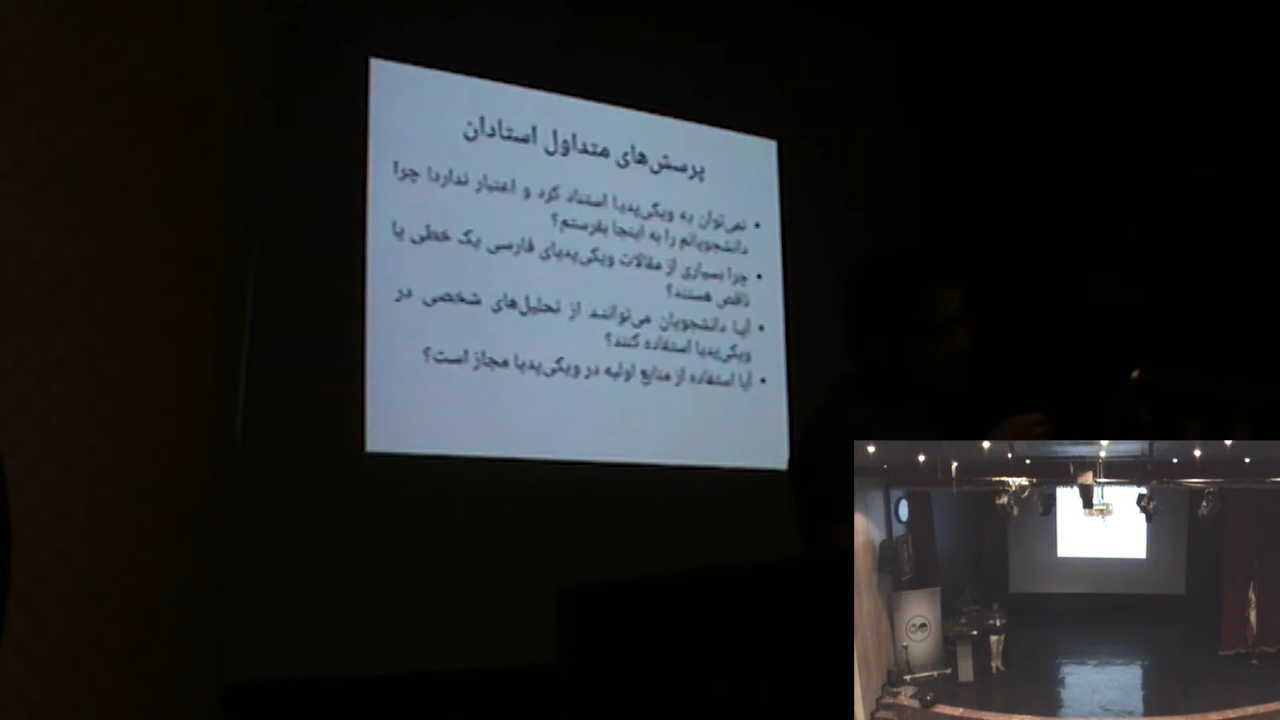 پرسش‌های متداول استادان
• نمی‌توان به ویکی‌پدیا استناد کرد و اعتبار ندارد! چرا
دانشجویانم را به اینجا بفرستم؟
• چرا بسیاری از مقالات ویکی‌پدیای فارسی یک خطی یا
ناقص هستند؟
• آیا دانشجویان می‌توانند از تحلیل‌های شخصی در
ویکی‌پدیا استفاده کنند؟
• آیا استفاده از منابع اولیه در ویکی‌پدیا مجاز است؟